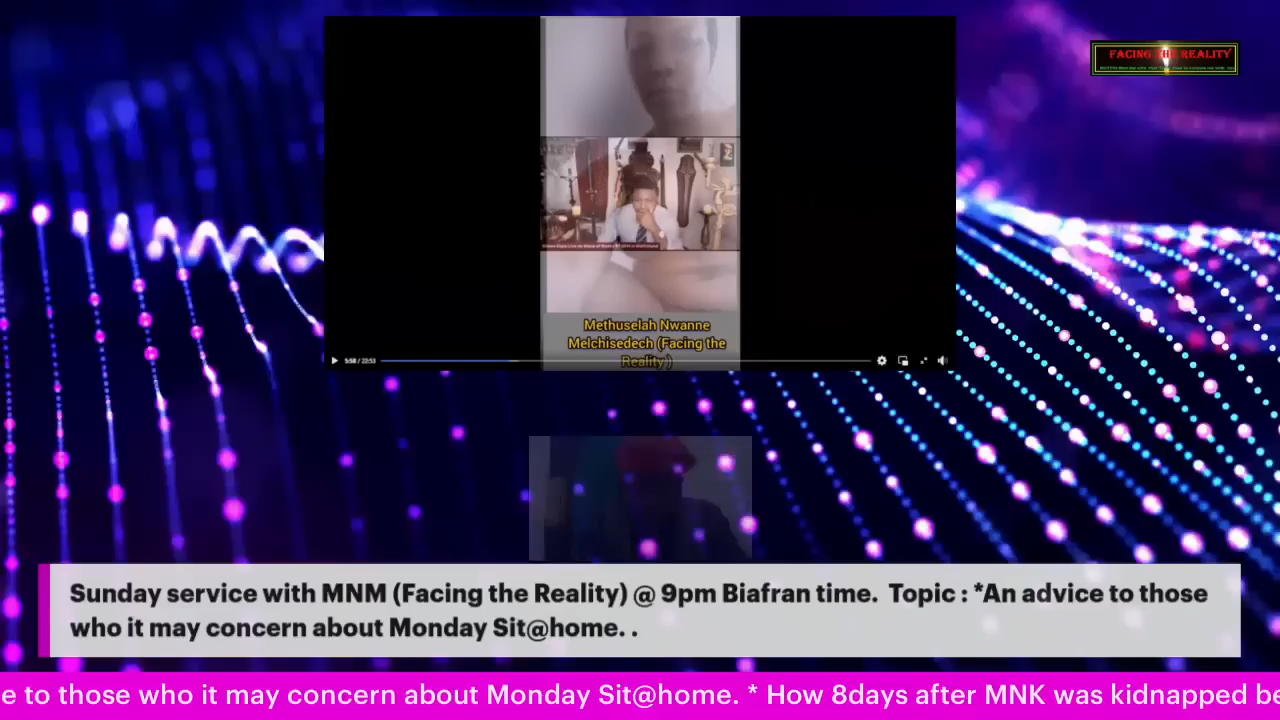 FACING THE REALITY
Methuselah Nwanne
Melchisedech (Facing the
Reality )
5:58 / 22:53
Sunday service with MNM (Facing the Reality) @ 9pm Biafran time. Topic : *An advice to those
who it may concern about Monday Sit@home. .
e to those who it may concern about Monday Sit@home. * How 8days after MNK was kidnapped be